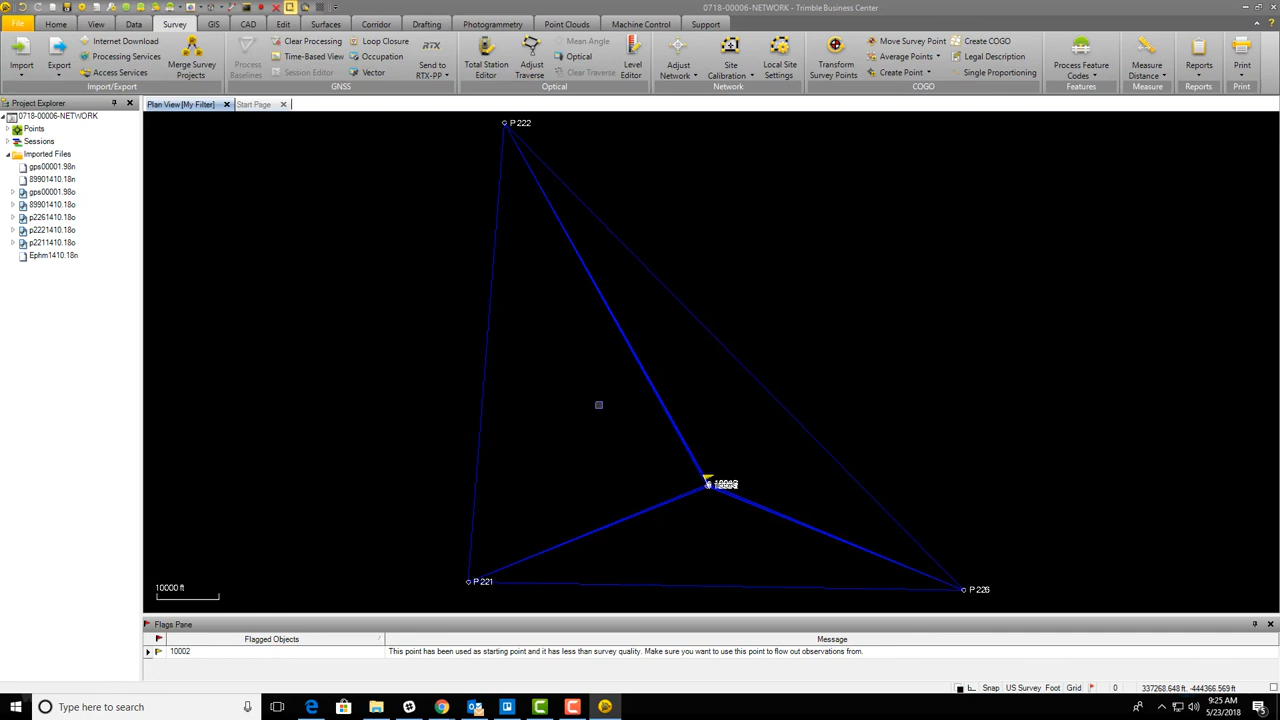 0718-00006-NETWORK - Trimble Business Center
File
Home
View
Data
Survey
GIS
CAD
Edit
Surfaces
Corridor
Drafting
Photogrammetry
Point Clouds
Machine Control
Support
Import
Export
Internet Download
Processing Services
Access Services
Merge Survey
Projects
Import/Export
Process
Baselines
Clear Processing
Time-Based View
Session Editor
Loop Closure
Occupation
Vector
RTX
Send to
RTX-PP
GNSS
Total Station
Editor
Adjust
Traverse
Mean Angle
Optical
Clear Traverse
Level
Editor
Optical
Adjust
Network
Site
Calibration
Local Site
Settings
Network
Transform
Survey Points
Move Survey Point
Average Points
Create Point
Create COGO
Legal Description
Single Proportioning
COGO
Process Feature
Codes
Features
Measure
Distance
Measure
Reports
Reports
Print
Print
Project Explorer
0718-00006-NETWORK
Points
Sessions
Imported Files
gps00001.98n
89901410.18n
gps00001.98o
89901410.18o
p2261410.18o
p2221410.18o
p2211410.18o
Ephm1410.18n
Plan View [My Filter]
Start Page
P 222
P 221
P 226
10000 ft
Flags Pane
Flagged Objects
Message
10002
This point has been used as starting point and it has less than survey quality. Make sure you want to use this point to flow out observations from.
Snap
US Survey Foot
Grid
0
337268.648 ft, -444366.569 ft
Type here to search
9:25 AM
5/23/2018